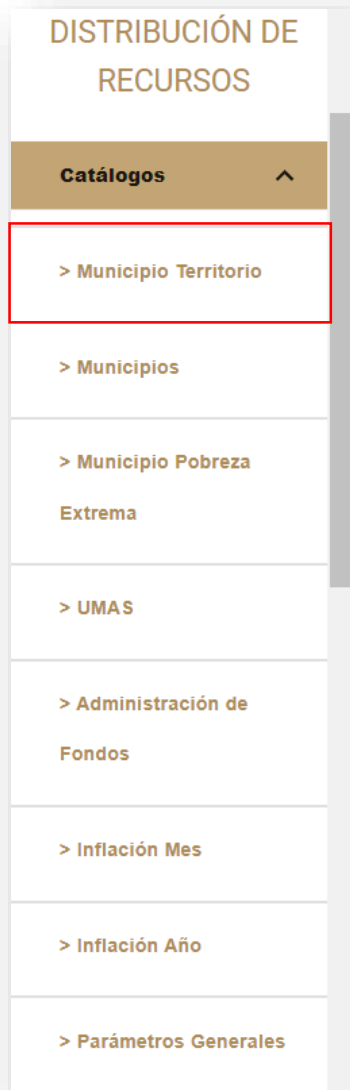 DISTRIBUCIÓN DE
RECURSOS
Catálogos
> Municipio Territorio
> Municipios
> Municipio Pobreza
Extrema
> UMAS
> Administración de
Fondos
> Inflación Mes
> Inflación Año
> Parámetros Generales